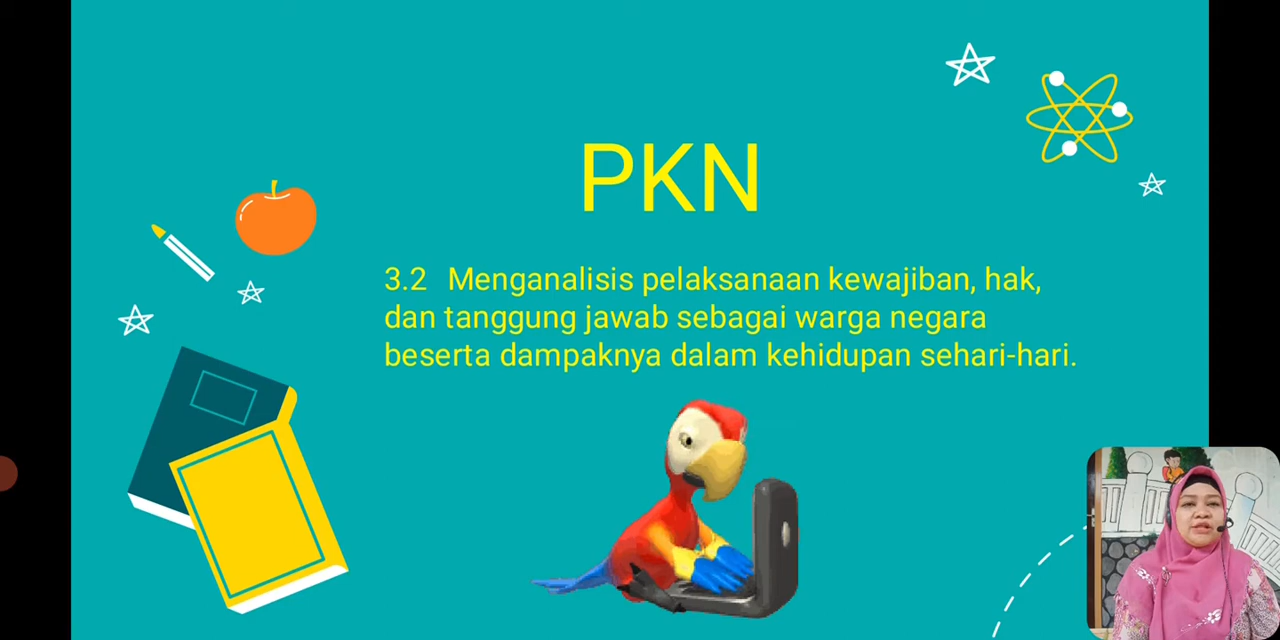 PKN
3.2 Menganalisis pelaksanaan kewajiban, hak,
dan tanggung jawab sebagai warga negara
beserta dampaknya dalam kehidupan sehari-hari.